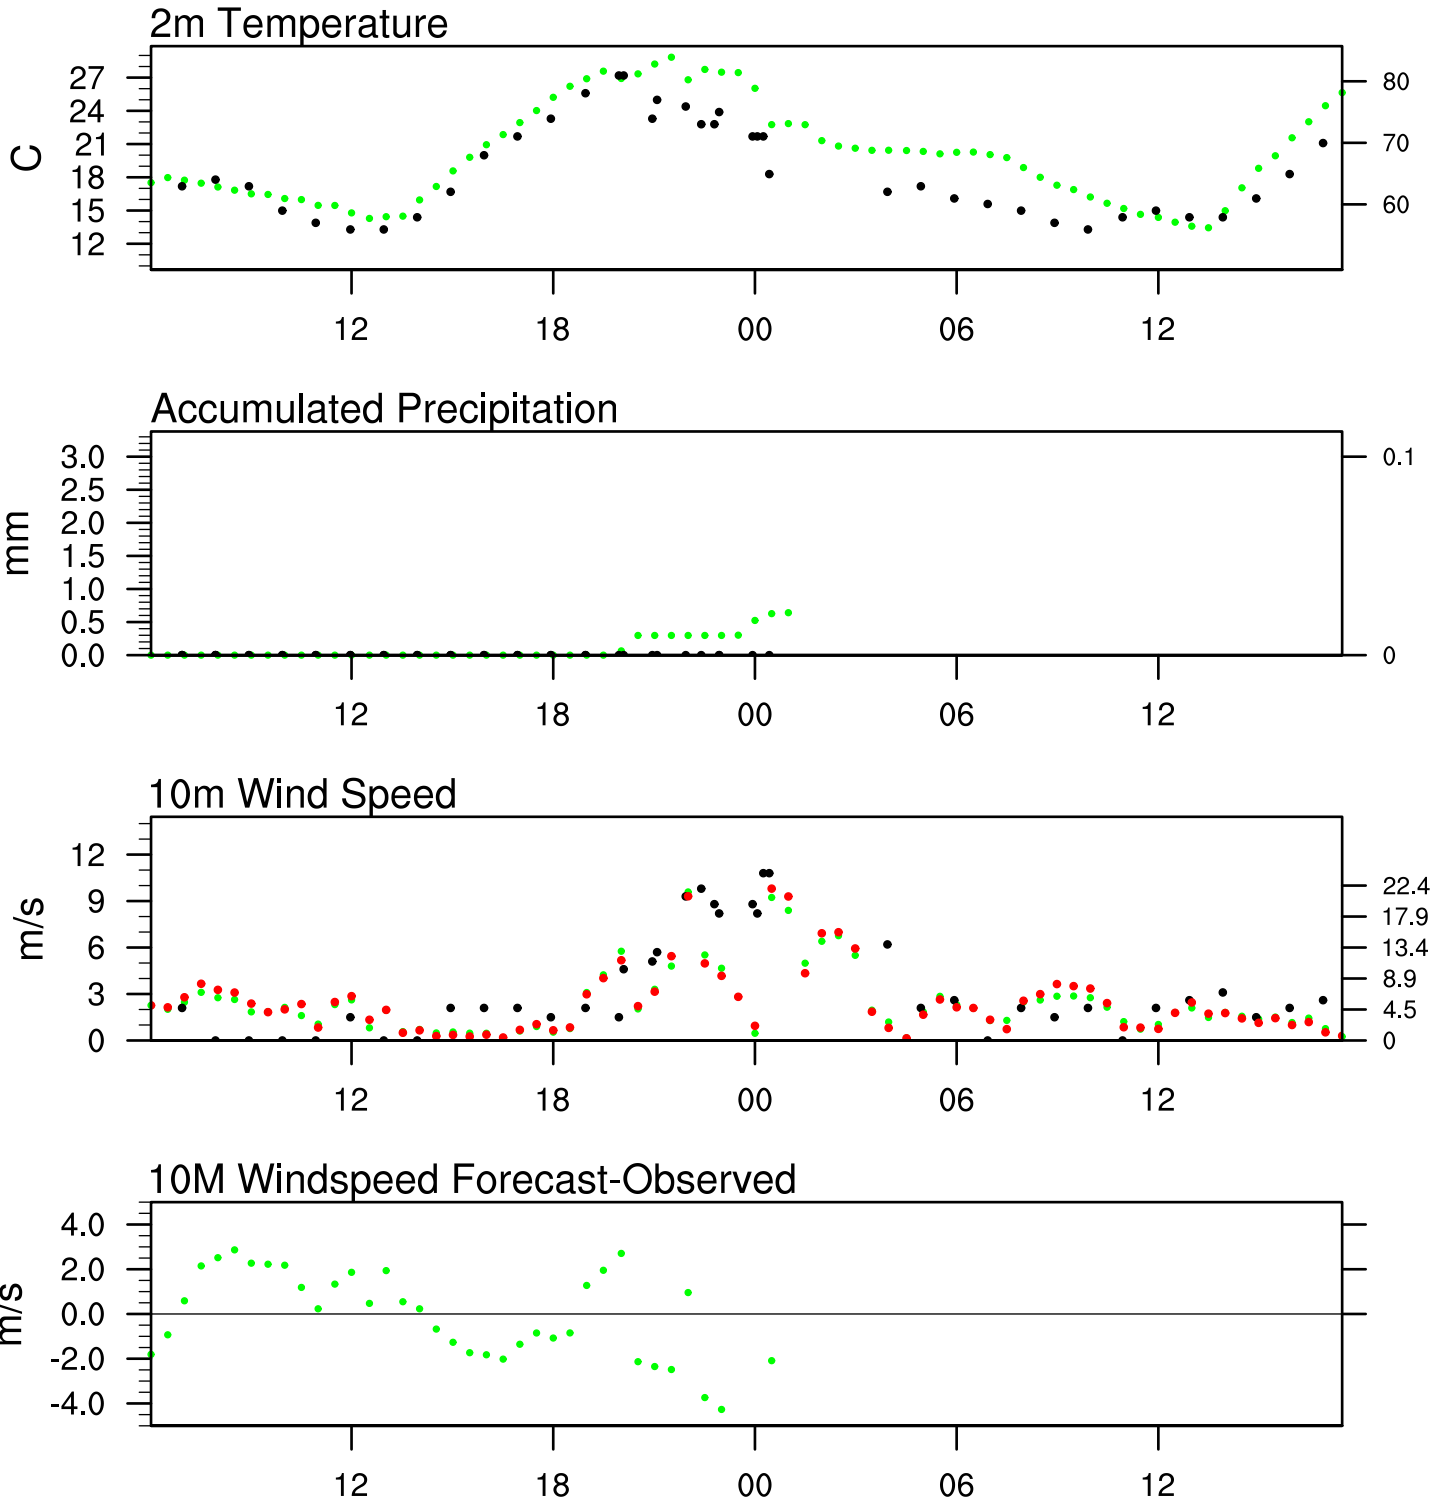 2m Temperature
C
27
24
21
18
15
12
80
70
60
12 18 00 06 12
Accumulated Precipitation
mm
3.0
2.5
2.0
1.5
1.0
0.5
0.0
0.1
0
12 18 00 06 12
10m Wind Speed
m/s
12
9
6
3
0
22.4
17.9
13.4
8.9
4.5
0
12 18 00 06 12
10M Windspeed Forecast-Observed
m/s
4.0
2.0
0.0
-2.0
-4.0
12 18 00 06 12